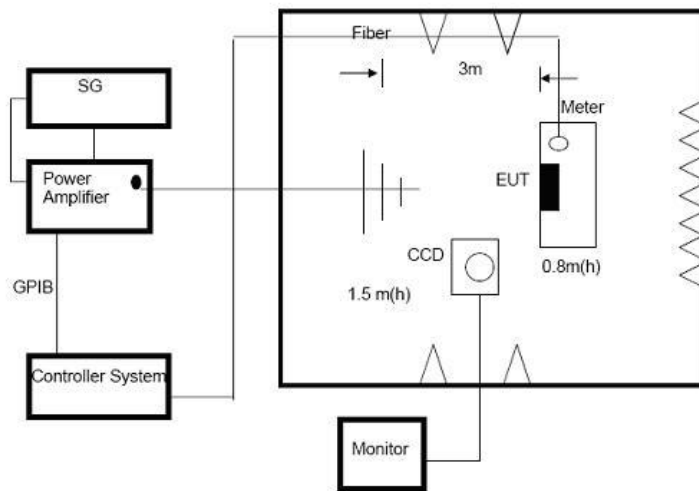 Fiber
3m
SG
Meter
Power
Amplifier
EUT
CCD
0.8m(h)
1.5 m(h)
GPIB
Controller System
Monitor